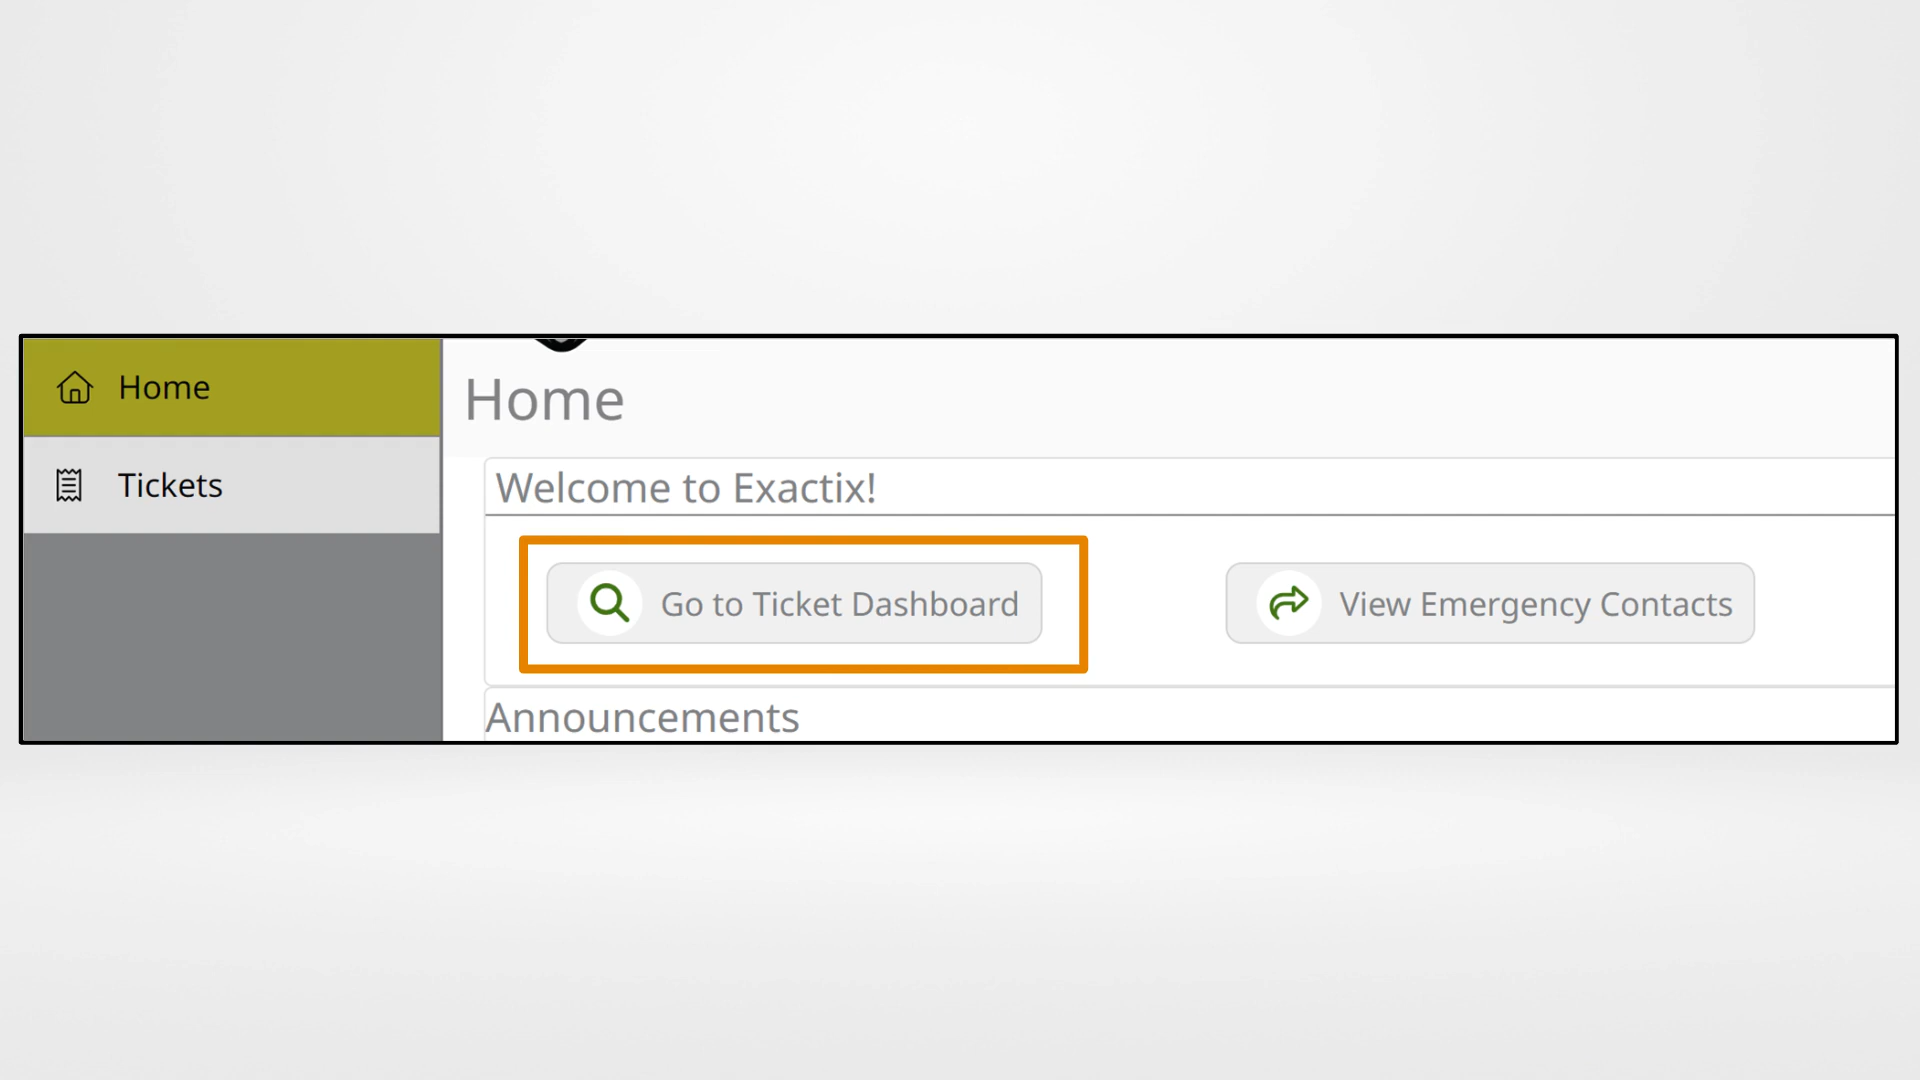 Home
Tickets
Home
Welcome to Exactix!
Go to Ticket Dashboard
View Emergency Contacts
Announcements